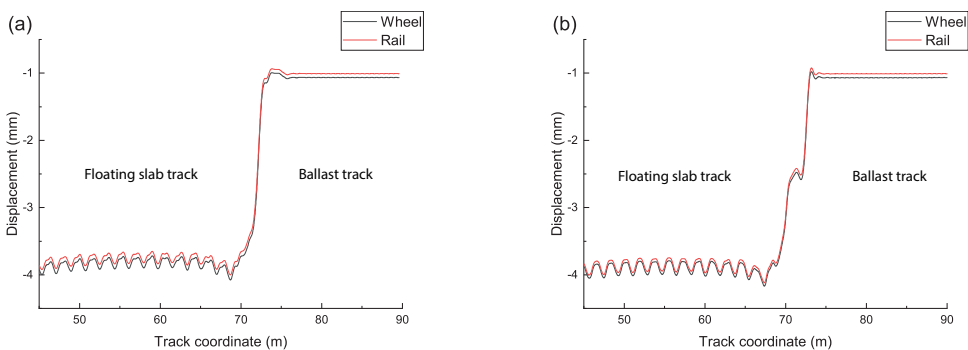 (a)
Wheel
Rail
-1
-2
-3
-4
Displacement (mm)
Floating slab track
Ballast track
50
60
70
80
90
Track coordinate (m)
(b)
Wheel
Rail
-1
-2
-3
-4
Displacement (mm)
Floating slab track
Ballast track
50
60
70
80
90
Track coordinate (m)